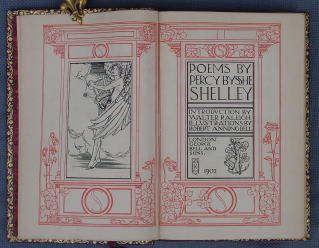 POEMS BY
PERCY BYSSHE
SHELLEY
INTRODUCTION BY
WALTER RALEIGH
ILLVSTRATIONS BY
ROBERT ANNING BELL
LONDON
GEORGE
BELL AND
SONS
1902